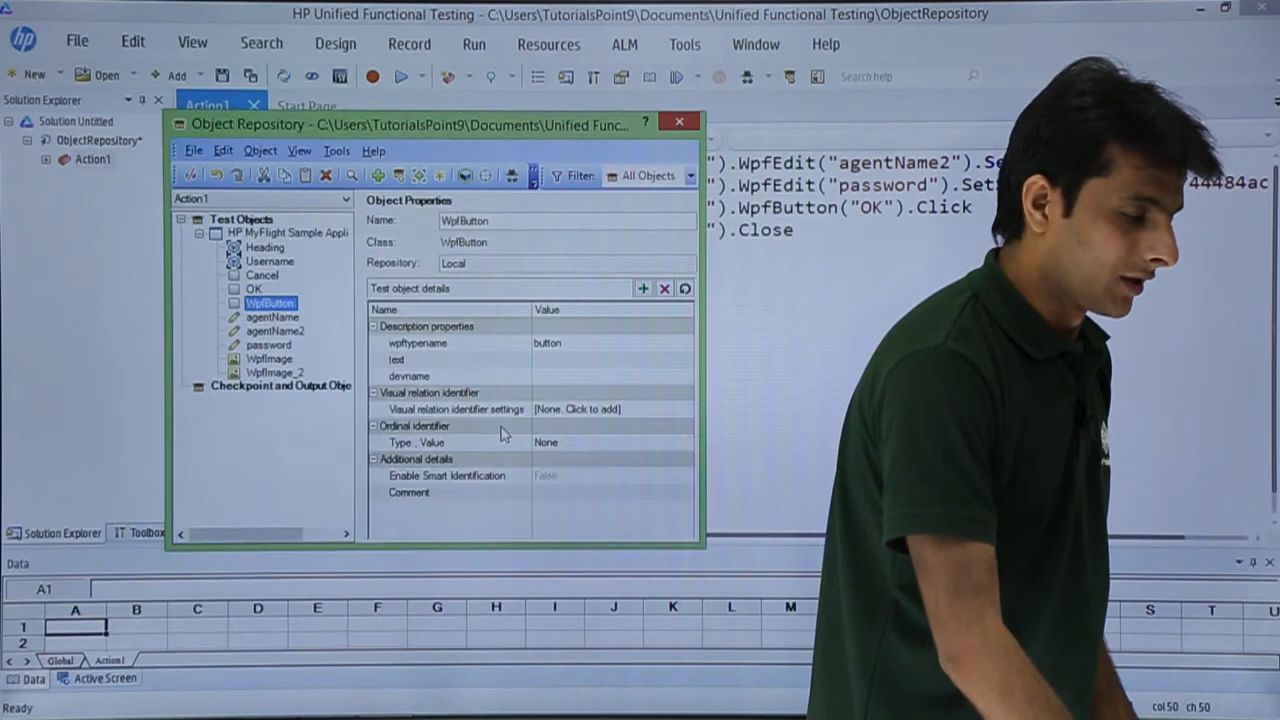 HP Unified Functional Testing - C:\Users\TutorialsPoint9\Documents\Unified Functional Testing\ObjectRepository
hp File Edit View Search Design Record Run Resources ALM Tools Window Help
New Open Add Search help
Solution Explorer
Action1 Start Page
Solution Untitled
ObjectRepository*
Action1
Object Repository - C:\Users\TutorialsPoint9\Documents\Unified Func... ?
File Edit Object View Tools Help
Filter: All Objects
Action1
Test Objects
HP MyFlight Sample Appli
Heading
Username
Cancel
OK
WpfButton
agentName
agentName2
password
WpfImage
WpfImage_2
Checkpoint and Output Obje
Object Properties
Name: WpfButton
Class: WpfButton
Repository: Local
Test object details
Name Value
Description properties
wpftypename button
text
devname
Visual relation identifier
Visual relation identifier settings [None. Click to add]
Ordinal identifier
Type , Value None
Additional details
Enable Smart Identification False
Comment
").WpfEdit("agentName2").Se
").WpfEdit("password").Set 44484ac
").WpfButton("OK").Click
").Close
Solution Explorer Toolbox
Data
A1
A B C D E F G H I J K L M S T U
1
2
Global Action1
Data Active Screen
Ready col 50 ch 50